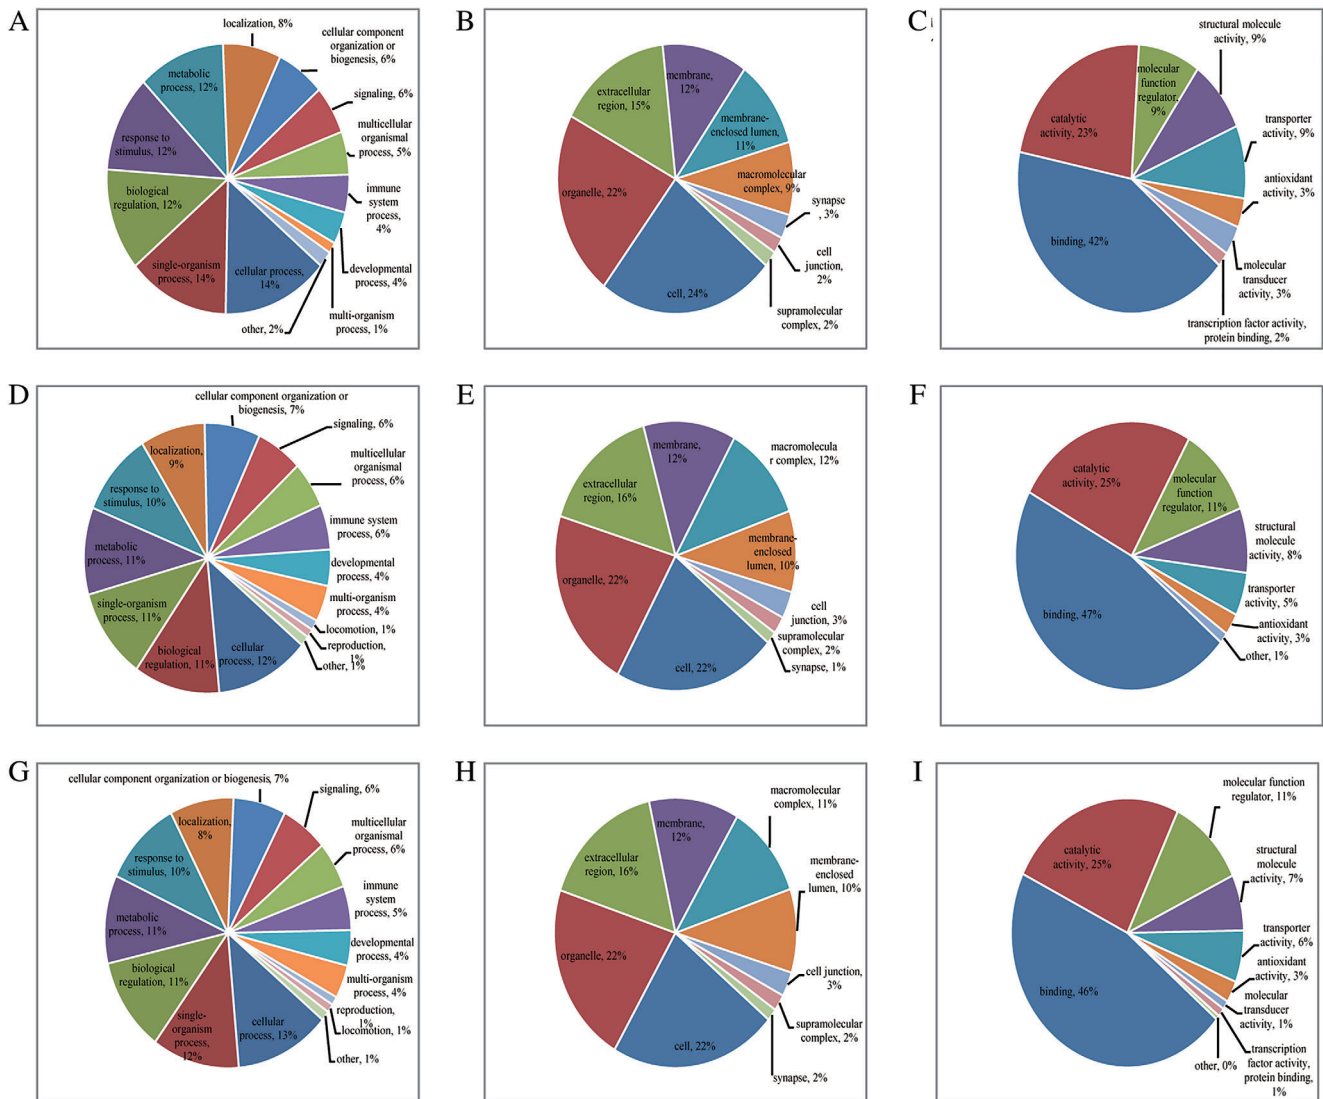 A
localization, 8%
cellular component
organization or
biogenesis, 6%
signaling, 6%
multicellular
organismal
process, 5%
immune
system
process,
4%
developmental
process, 4%
multi-organism
process, 1%
other, 2%
cellular process,
14%
single-organism
process, 14%
biological
regulation, 12%
response to
stimulus, 12%
metabolic
process, 12%
B
membrane,
12%
membrane-
enclosed lumen,
11%
macromolecular
complex, 9%
synapse
, 3%
cell
junction,
2%
supramolecular
complex, 2%
cell, 24%
organelle, 22%
extracellular
region, 15%
C
structural molecule
activity, 9%
molecular
function
regulator,
9%
transporter
activity, 9%
antioxidant
activity, 3%
molecular
transducer
activity, 3%
transcription factor activity,
protein binding, 2%
binding, 42%
catalytic
activity, 23%
D
cellular component organization or
biogenesis, 7%
signaling, 6%
multicellular
organismal
process, 6%
immune system
process, 6%
developmental
process, 4%
multi-organism
process, 4%
locomotion, 1%
reproduction,
1%
other, 1%
cellular
process, 12%
biological
regulation, 11%
single-organism
process, 11%
metabolic
process, 11%
response to
stimulus, 10%
localization,
9%
E
membrane,
12%
macromolecula
r complex, 12%
membrane-
enclosed
lumen, 10%
cell
junction, 3%
supramolecular
complex, 2%
synapse, 1%
cell, 22%
organelle, 22%
extracellular
region, 16%
F
catalytic
activity, 25%
molecular
function
regulator, 11%
structural
molecule
activity, 8%
transporter
activity, 5%
antioxidant
activity, 3%
other, 1%
binding, 47%
G
cellular component organization or biogenesis, 7%
signaling, 6%
multicellular
organismal
process, 6%
immune
system
process, 5%
developmental
process, 4%
multi-organism
process, 4%
reproduction,
1%
locomotion, 1%
other, 1%
cellular
process, 13%
single-
organism
process,
12%
biological
regulation, 11%
metabolic
process, 11%
response to
stimulus, 10%
localization,
8%
H
membrane,
12%
macromolecular
complex, 11%
membrane-
enclosed
lumen, 10%
cell junction,
3%
supramolecular
complex, 2%
synapse, 2%
cell, 22%
organelle, 22%
extracellular
region, 16%
I
molecular function
regulator, 11%
structural
molecule
activity, 7%
transporter
activity, 6%
antioxidant
activity, 3%
molecular
transducer
activity, 1%
transcription
factor activity,
protein binding,
1%
other, 0%
binding, 46%
catalytic
activity, 25%